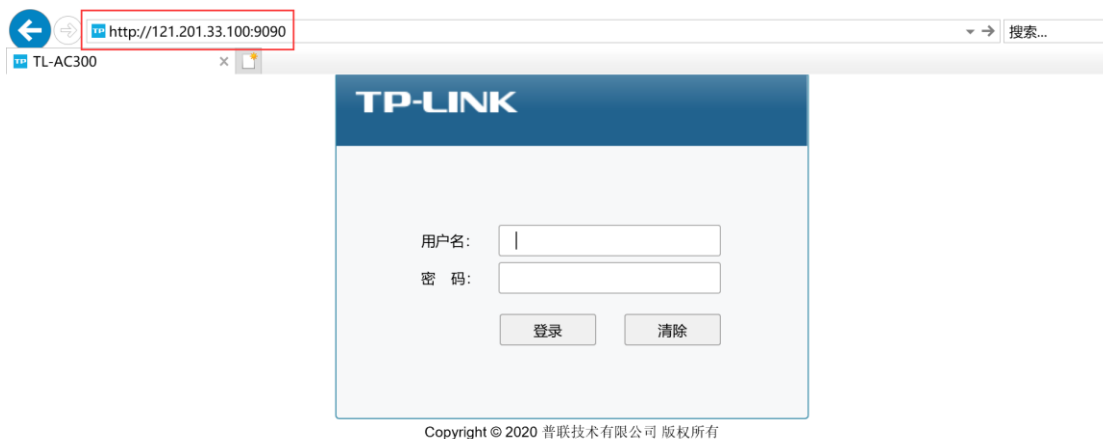 http://121.201.33.100:9090
搜索...
TL-AC300
TP-LINK
用户名:
密 码:
登录 清除
Copyright © 2020 普联技术有限公司 版权所有